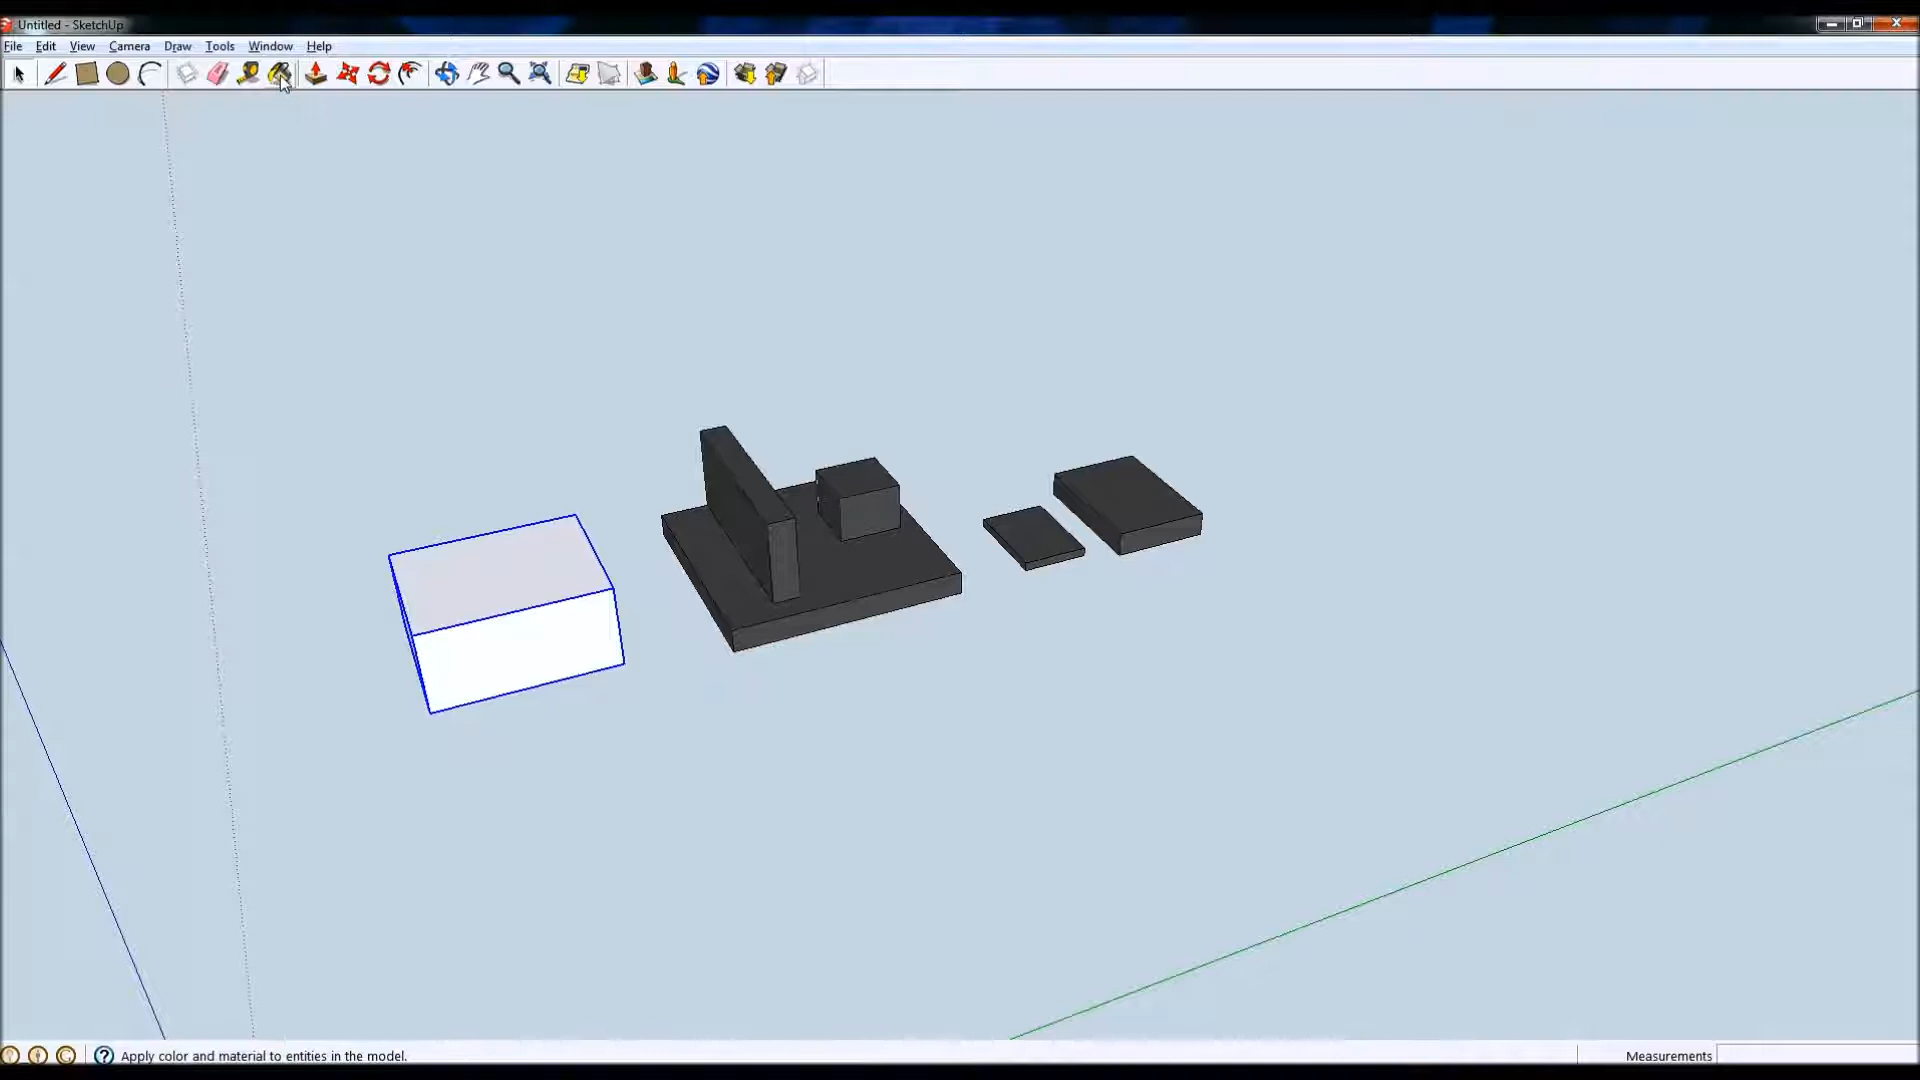 Untitled - SketchUp
File Edit View Camera Draw Tools Window Help
Apply color and material to entities in the model.
Measurements